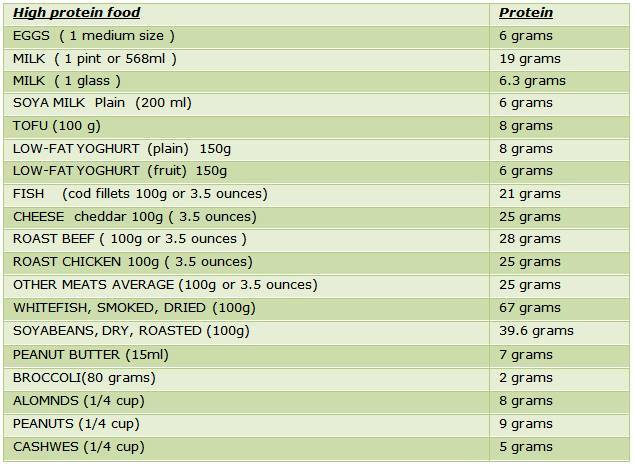 High protein food Protein
EGGS ( 1 medium size ) 6 grams
MILK ( 1 pint or 568ml ) 19 grams
MILK ( 1 glass ) 6.3 grams
SOYA MILK Plain (200 ml) 6 grams
TOFU (100 g) 8 grams
LOW-FAT YOGHURT (plain) 150g 8 grams
LOW-FAT YOGHURT (fruit) 150g 6 grams
FISH (cod fillets 100g or 3.5 ounces) 21 grams
CHEESE cheddar 100g ( 3.5 ounces) 25 grams
ROAST BEEF ( 100g or 3.5 ounces ) 28 grams
ROAST CHICKEN 100g ( 3.5 ounces) 25 grams
OTHER MEATS AVERAGE (100g or 3.5 ounces) 25 grams
WHITEFISH, SMOKED, DRIED (100g) 67 grams
SOYABEANS, DRY, ROASTED (100g) 39.6 grams
PEANUT BUTTER (15ml) 7 grams
BROCCOLI(80 grams) 2 grams
ALOMNDS (1/4 cup) 8 grams
PEANUTS (1/4 cup) 9 grams
CASHWES (1/4 cup) 5 grams